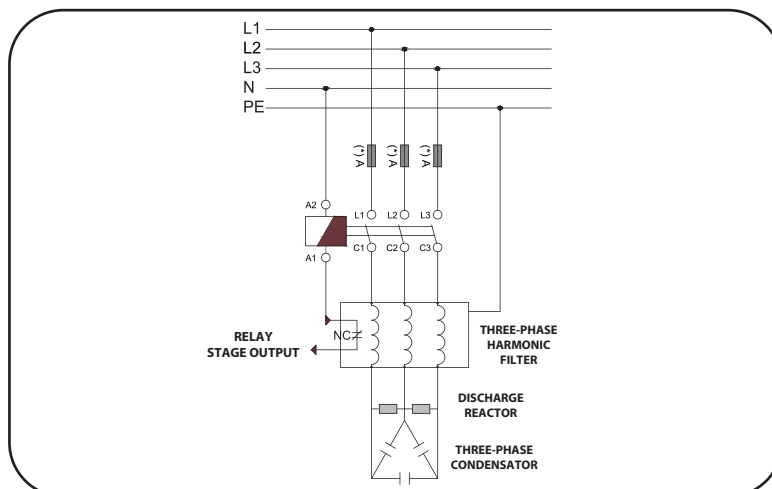 L1
L2
L3
N
PE
(*) A
(*) A
(*) A
A2
L1
L2
L3
A1
C1
C2
C3
NC
RELAY
STAGE OUTPUT
THREE-PHASE
HARMONIC
FILTER
DISCHARGE
REACTOR
THREE-PHASE
CONDENSATOR